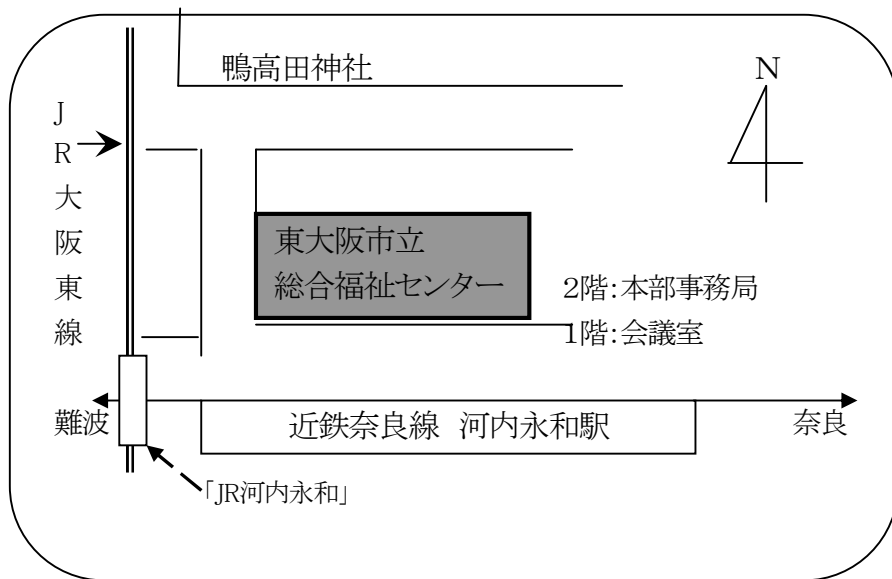 鴨高田神社
N
JR大阪東線
東大阪市立
総合福祉センター
2階：本部事務局
1階：会議室
難波
近鉄奈良線 河内永和駅
奈良
「JR河内永和」